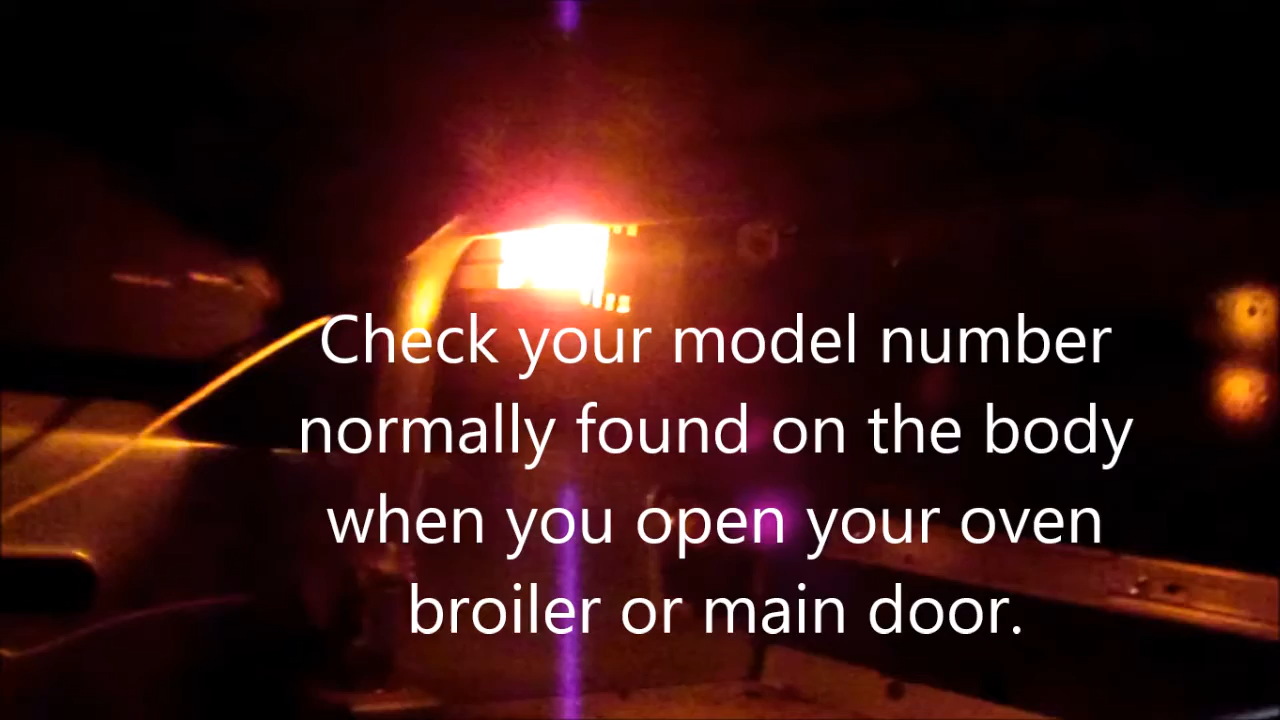 Check your model number
normally found on the body
when you open your oven
broiler or main door.